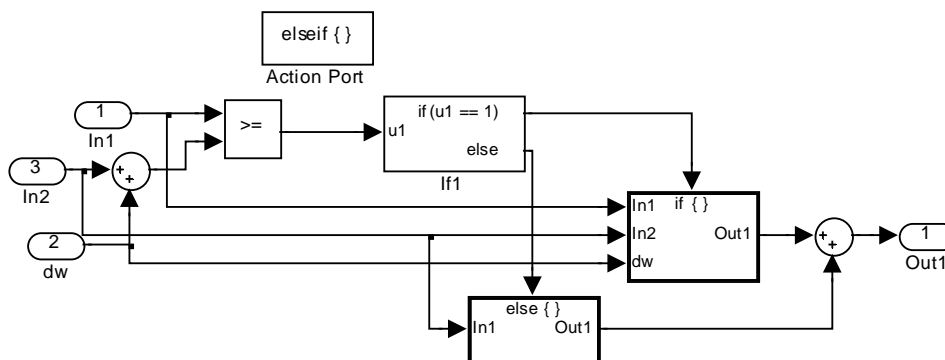 elseif { }
Action Port
1
In1
>=
if(u1 == 1)
u1
else
If1
3
In2
2
dw
if { }
In1
In2
dw
Out1
1
Out1
else { }
In1
Out1
+
+
+
+